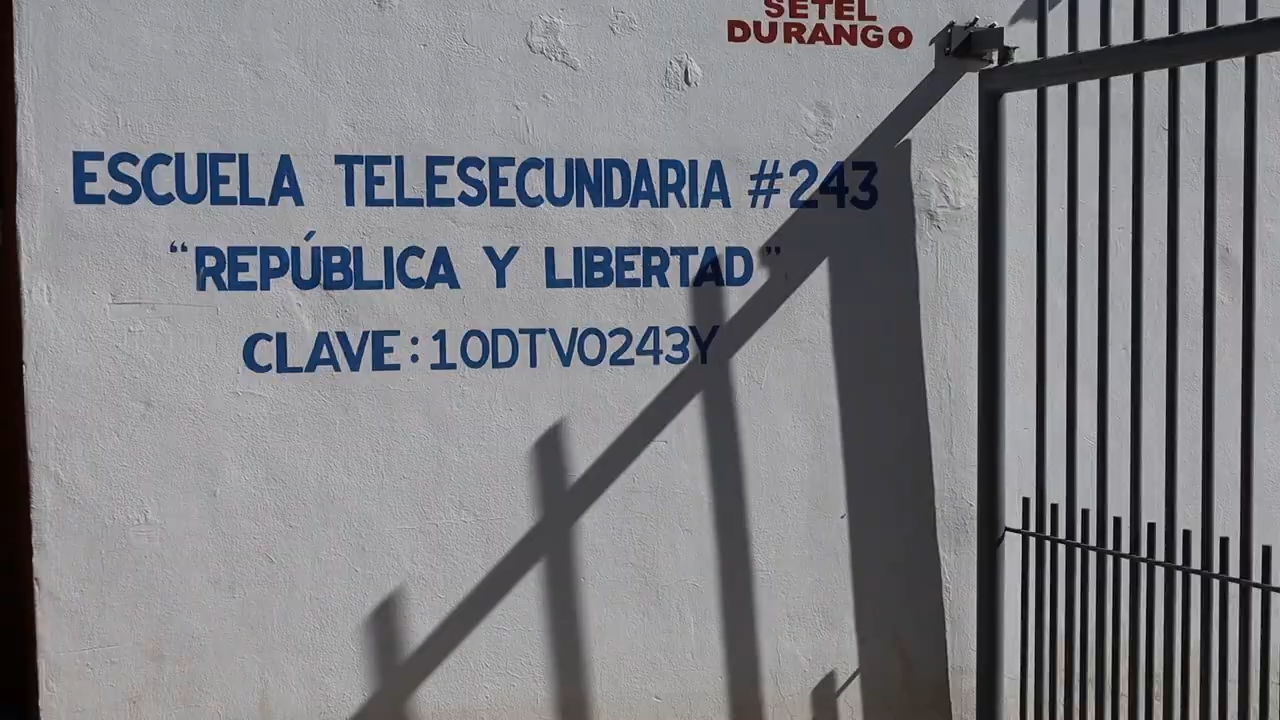 SETEL
DURANGO
ESCUELA TELESECUNDARIA #243
"REPÚBLICA Y LIBERTAD"
CLAVE:10DTV0243Y